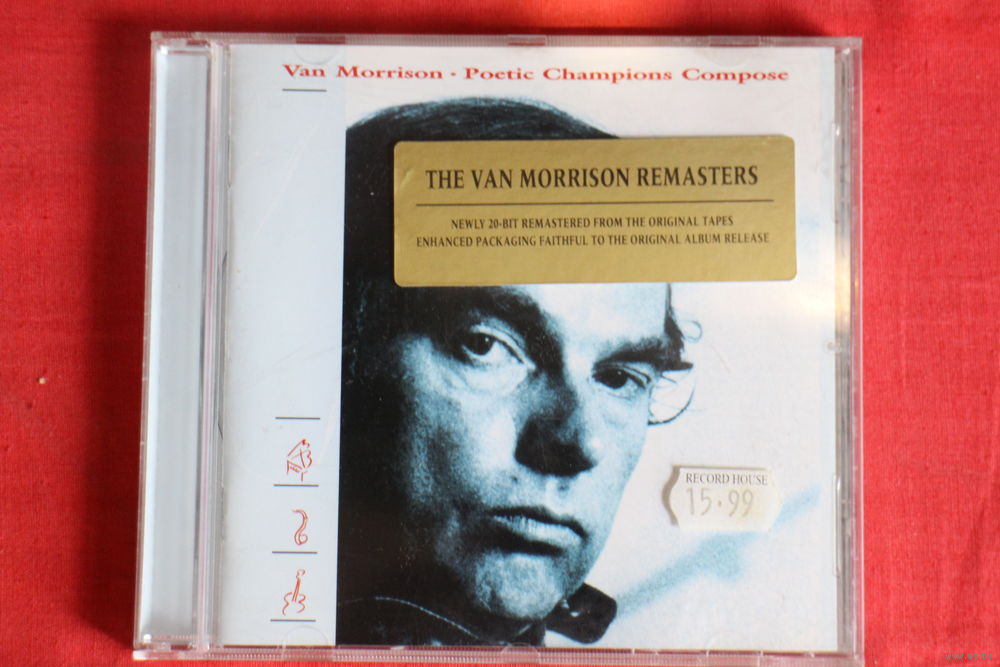 Van Morrison · Poetic Champions Compose
THE VAN MORRISON REMASTERS
NEWLY 20-BIT REMASTERED FROM THE ORIGINAL TAPES
ENHANCED PACKAGING FAITHFUL TO THE ORIGINAL ALBUM RELEASE
RECORD HOUSE
15·99